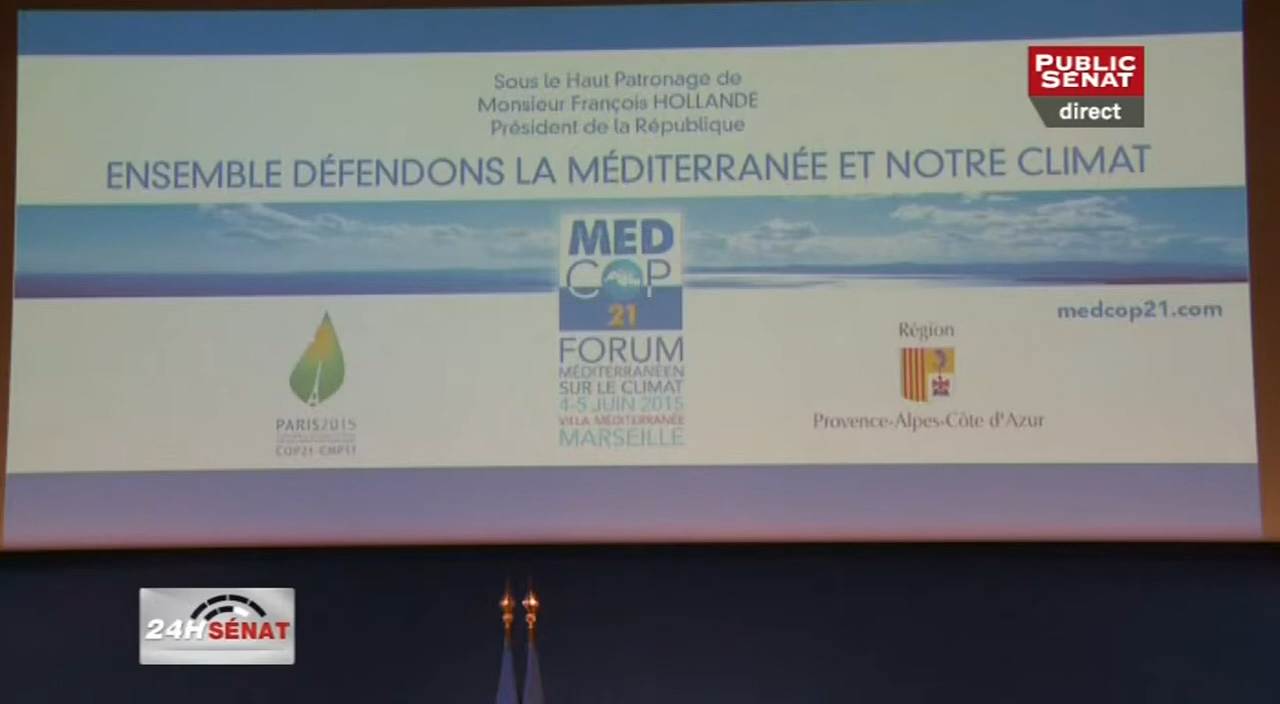 PUBLIC
SÉNAT
direct
Sous le Haut Patronage de
Monsieur François HOLLANDE
Président de la République
ENSEMBLE DÉFENDONS LA MÉDITERRANÉE ET NOTRE CLIMAT
MED
COP
21
FORUM
MÉDITERRANÉEN
SUR LE CLIMAT
4-5 JUIN 2015
VILLA MÉDITERRANÉE
MARSEILLE
PARIS2015
COP21-CMP11
medcop21.com
Région
Provence-Alpes-Côte d'Azur
24H SÉNAT